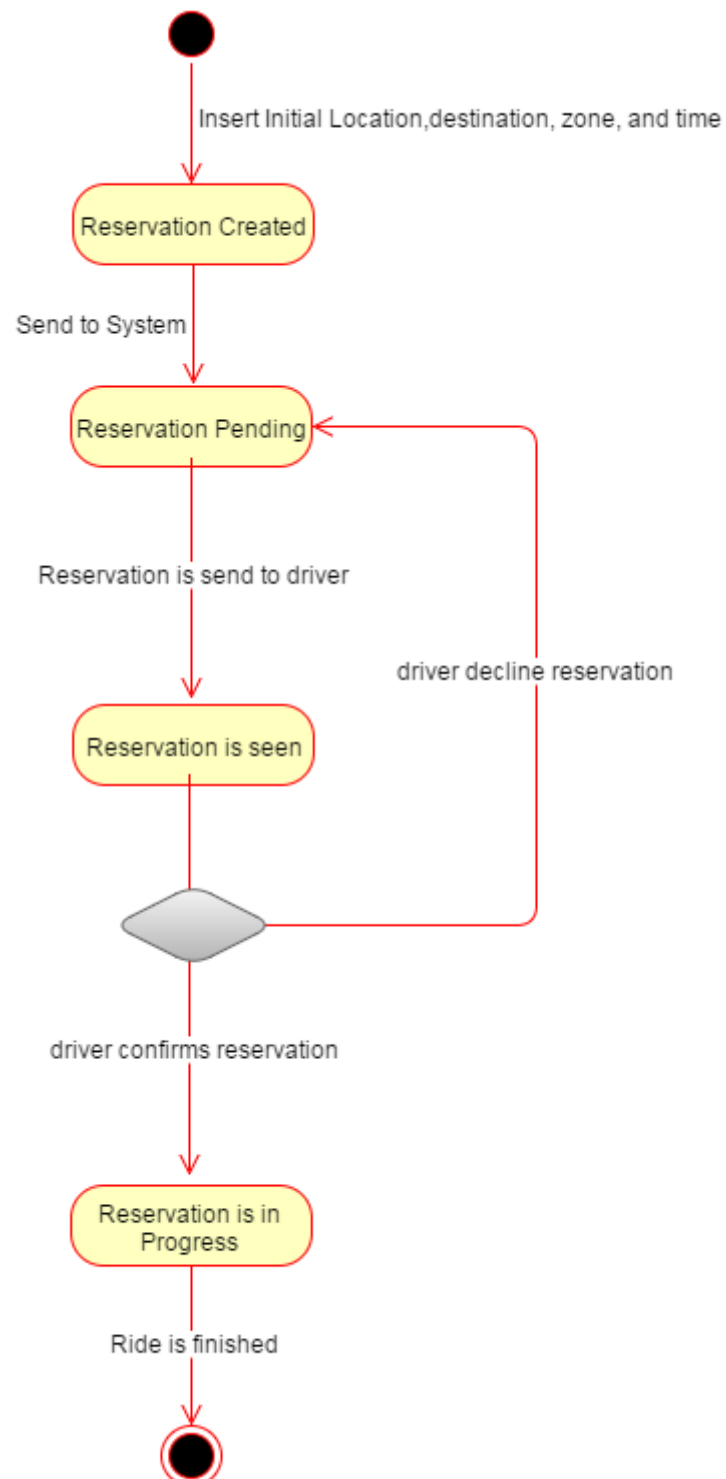 Insert Initial Location,destination, zone, and time
Reservation Created
Send to System
Reservation Pending
Reservation is send to driver
driver decline reservation
Reservation is seen
driver confirms reservation
Reservation is in
Progress
Ride is finished